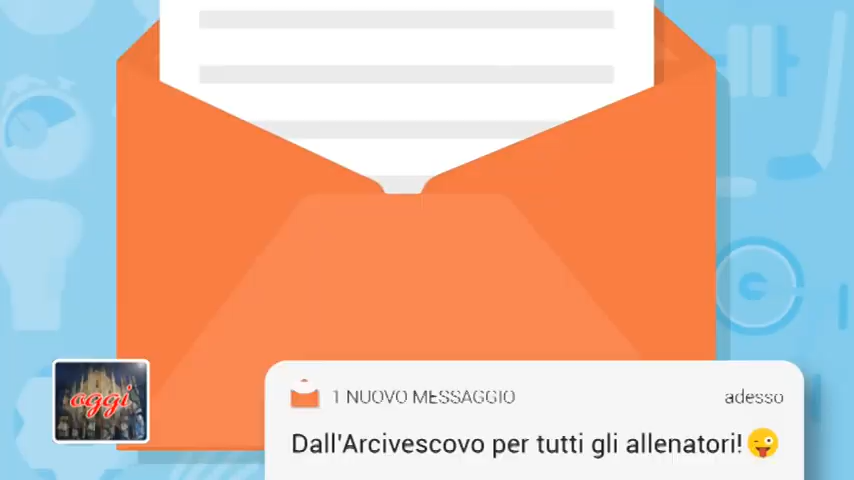 oggi
1 NUOVO MESSAGGIO
adesso
Dall'Arcivescovo per tutti gli allenatori!😜